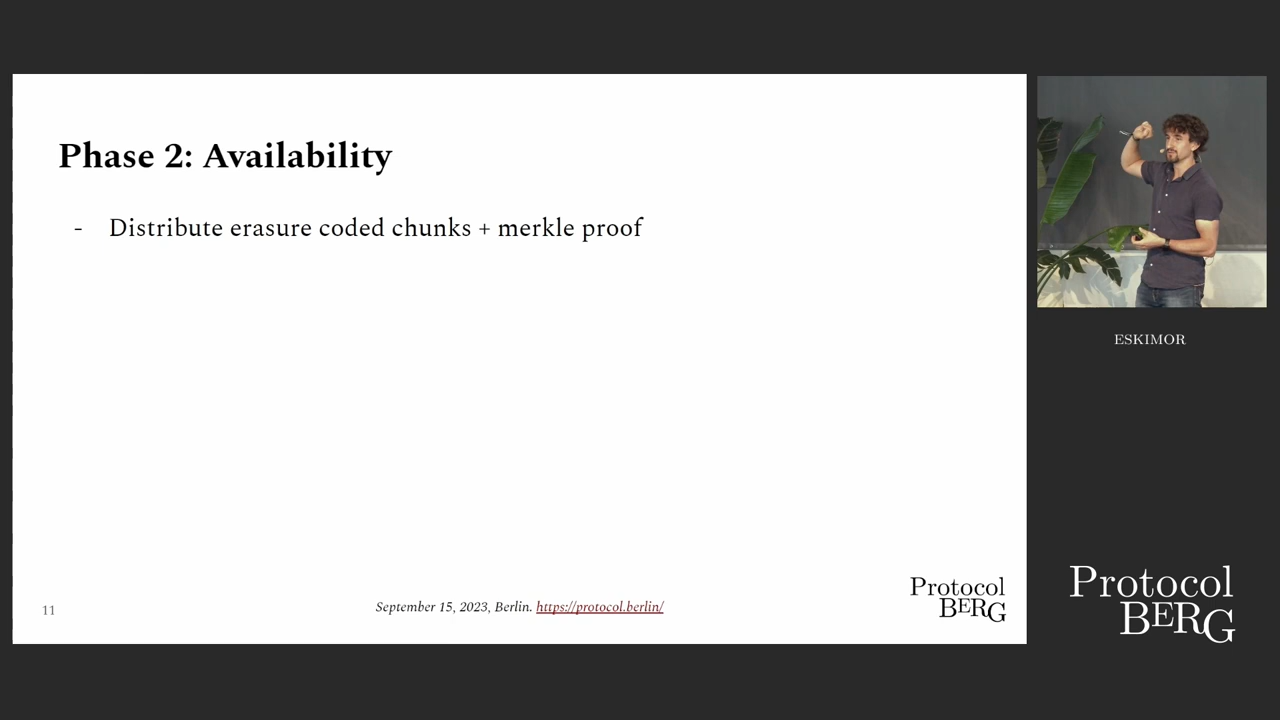 Phase 2: Availability
- Distribute erasure coded chunks + merkle proof
11
September 15, 2023, Berlin. https://protocol.berlin/
Protocol
BERG
ESKIMOR
Protocol
BERG